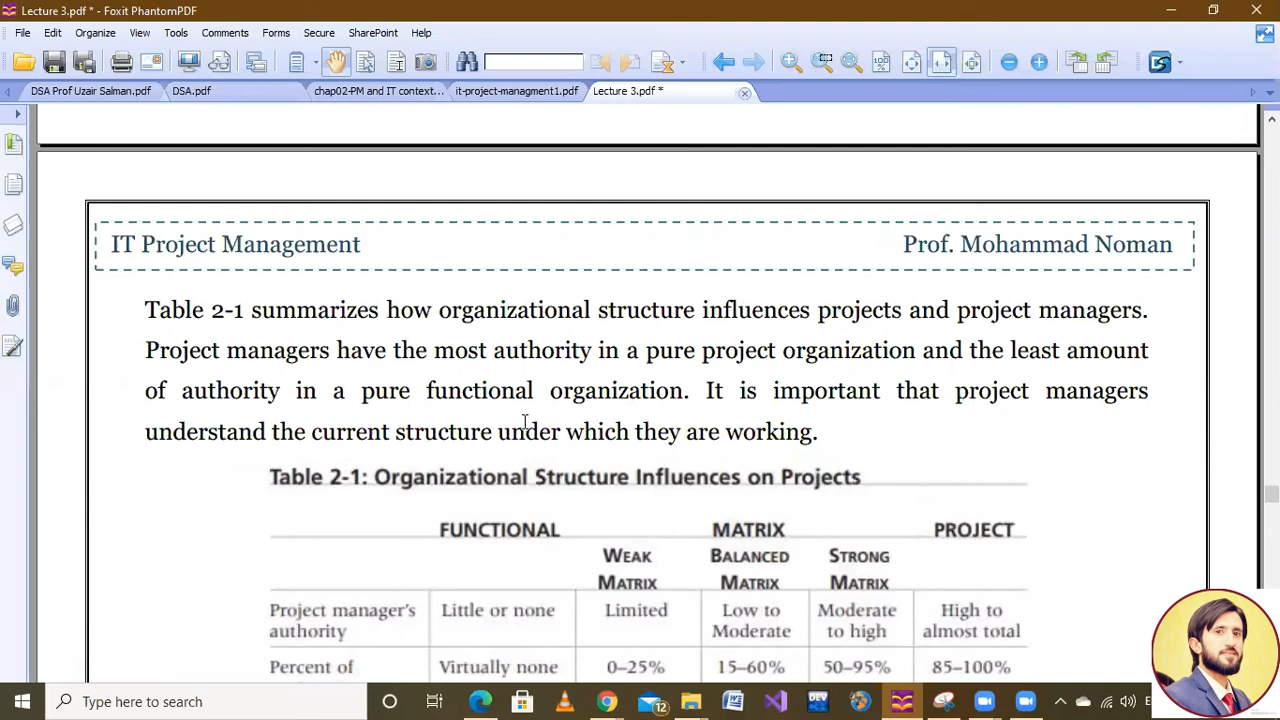 Lecture 3.pdf * - Foxit PhantomPDF
File Edit Organize View Tools Comments Forms Secure SharePoint Help
DSA Prof Uzair Salman.pdf DSA.pdf chap02-PM and IT context... it-project-managment1.pdf Lecture 3.pdf *
IT Project Management Prof. Mohammad Noman
Table 2-1 summarizes how organizational structure influences projects and project managers.
Project managers have the most authority in a pure project organization and the least amount
of authority in a pure functional organization. It is important that project managers
understand the current structure under which they are working.
Table 2-1: Organizational Structure Influences on Projects
FUNCTIONAL MATRIX PROJECT
WEAK BALANCED STRONG
MATRIX MATRIX MATRIX
Project manager's Little or none Limited Low to Moderate High to
authority Moderate to high almost total
Percent of Virtually none 0–25% 15–60% 50–95% 85–100%
Type here to search
12
DEV